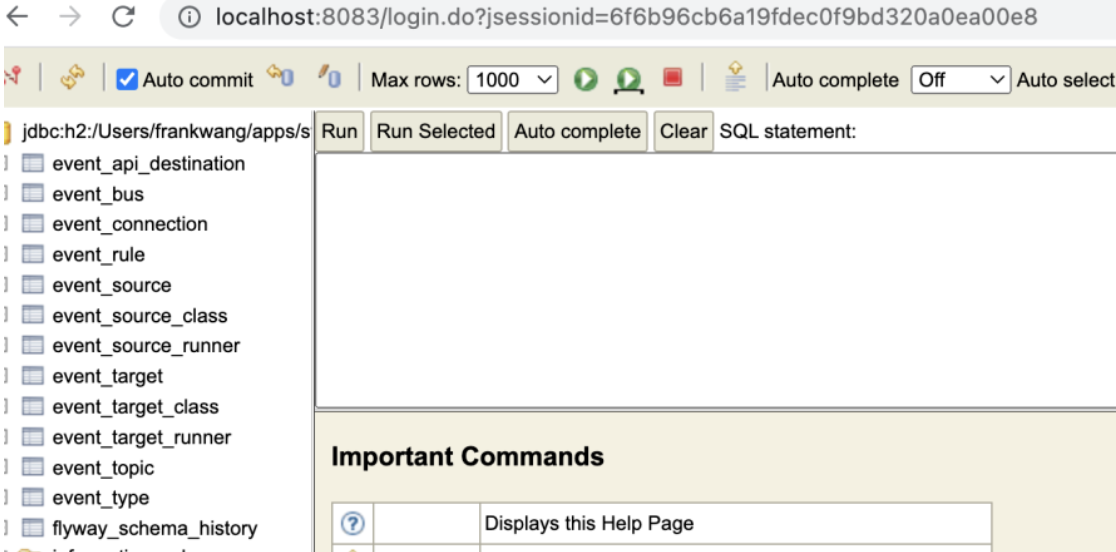 localhost:8083/login.do?jsessionid=6f6b96cb6a19fdec0f9bd320a0ea00e8
Auto commit Max rows: 1000 Auto complete Off Auto select
jdbc:h2:/Users/frankwang/apps/s
Run Run Selected Auto complete Clear SQL statement:
event_api_destination
event_bus
event_connection
event_rule
event_source
event_source_class
event_source_runner
event_target
event_target_class
event_target_runner
event_topic
event_type
flyway_schema_history
Important Commands
Displays this Help Page